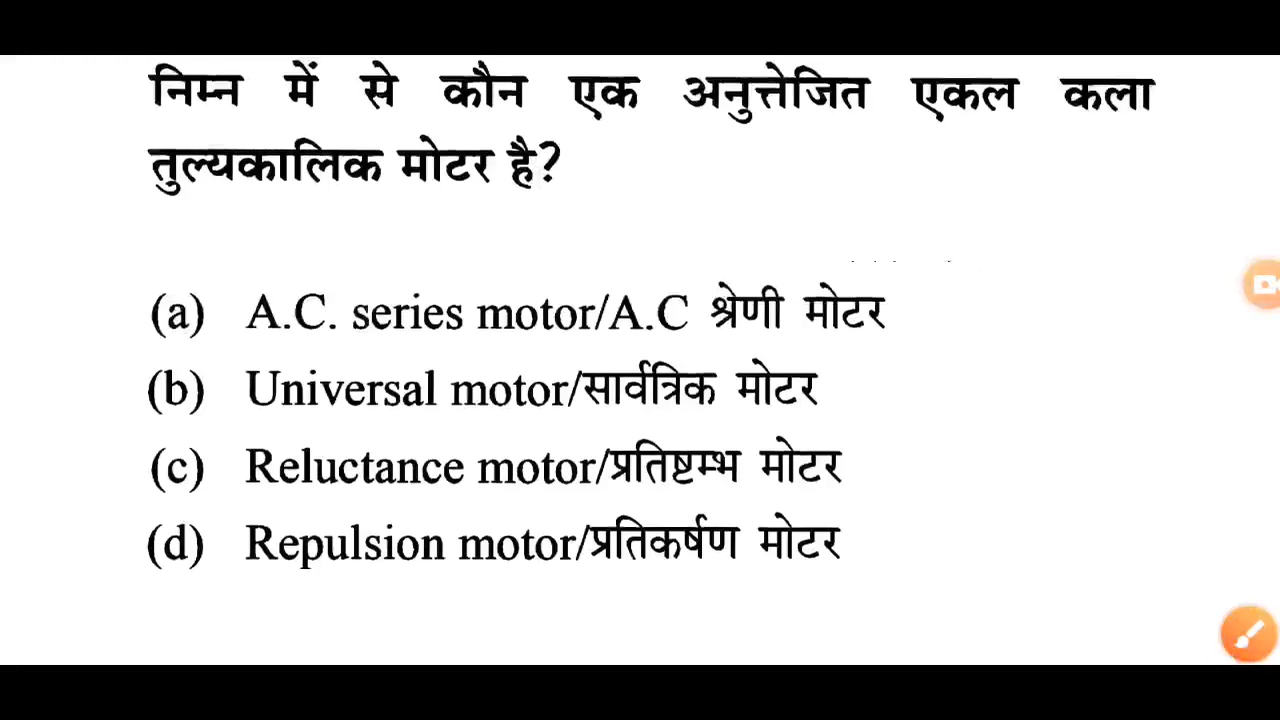 निम्न में से कौन एक अनुत्तेजित एकल कला
तुल्यकालिक मोटर है?
(a) A.C. series motor/A.C श्रेणी मोटर
(b) Universal motor/सार्वत्रिक मोटर
(c) Reluctance motor/प्रतिष्टम्भ मोटर
(d) Repulsion motor/प्रतिकर्षण मोटर